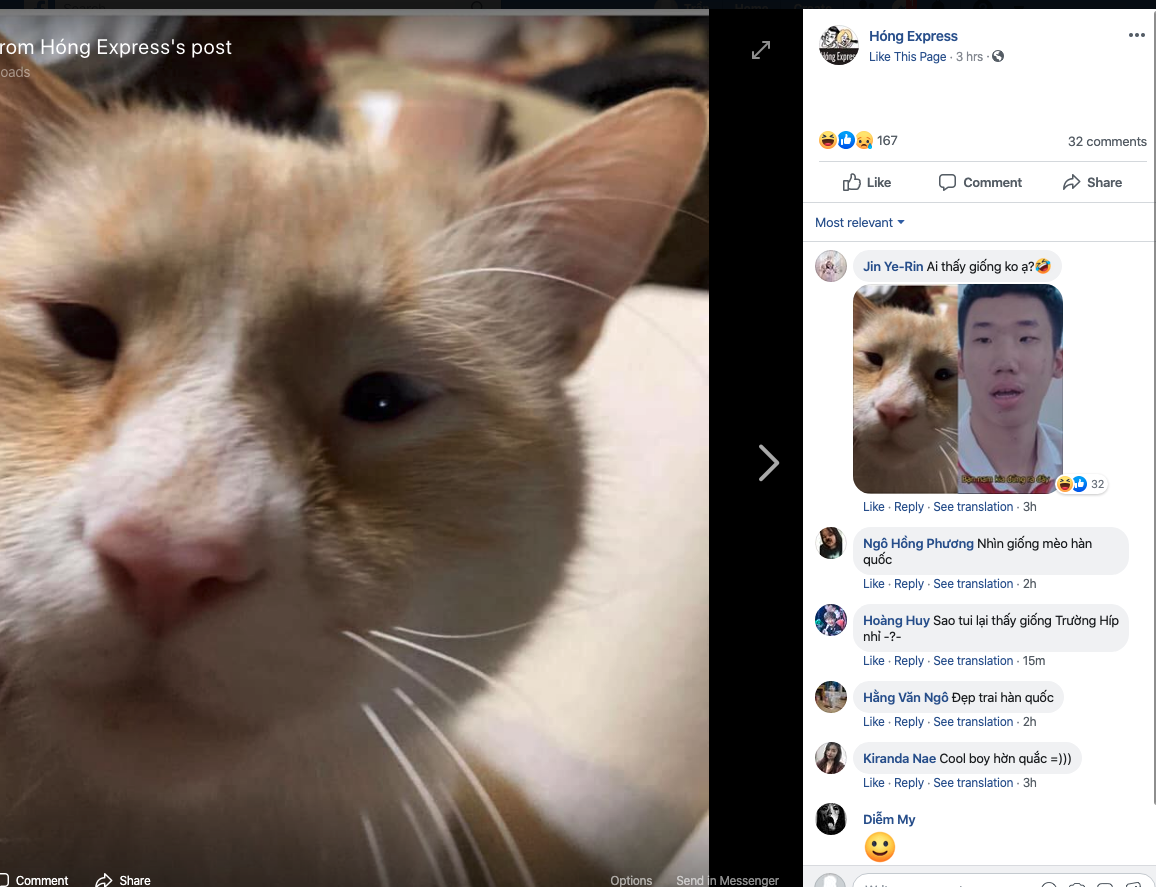 rom Hóng Express's post
oads
Hóng Express
Like This Page · 3 hrs ·
167
32 comments
Like Comment Share
Most relevant
Jin Ye-Rin Ai thấy giống ko ạ?🤣
32
Like · Reply · See translation · 3h
Ngô Hồng Phương Nhìn giống mèo hàn
quốc
Like · Reply · See translation · 2h
Hoàng Huy Sao tui lại thấy giống Trường Híp
nhỉ -?-
Like · Reply · See translation · 15m
Hằng Văn Ngô Đẹp trai hàn quốc
Like · Reply · See translation · 2h
Kiranda Nae Cool boy hờn quắc =)))
Like · Reply · See translation · 3h
Diễm My
🙂
Comment Share Options Send in Messenger